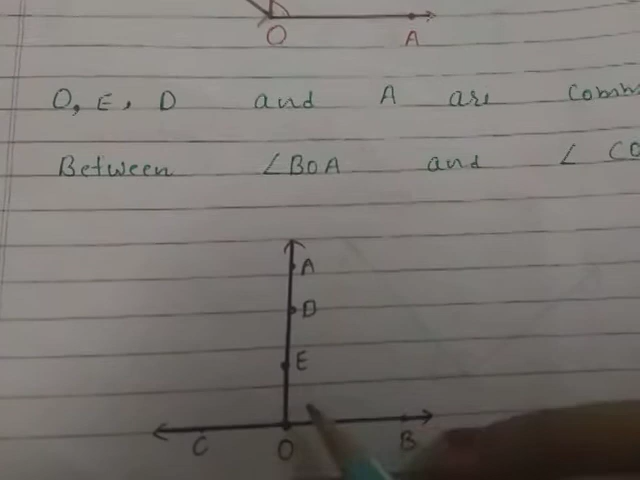 O A
O, E, D and A are
Between ∠BOA and ∠
A
D
E
C O B